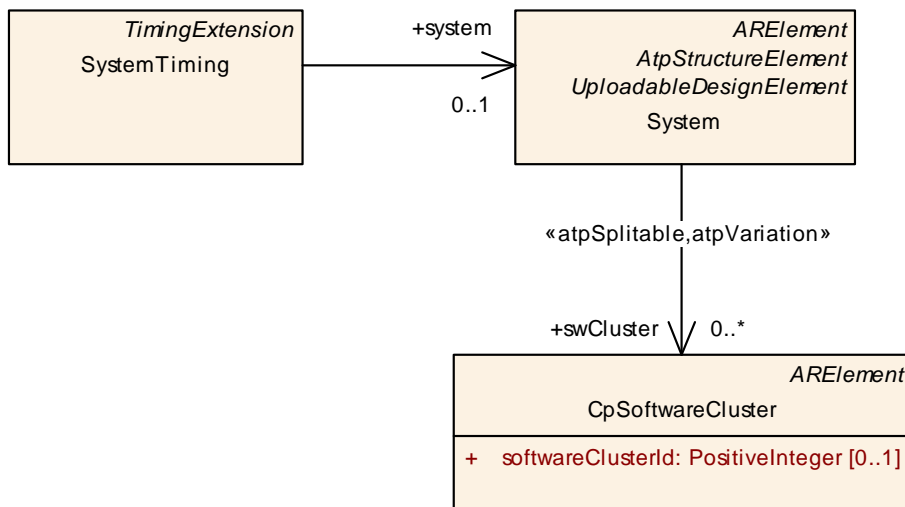 TimingExtension
SystemTiming
+system
0..1
ARElement
AtpStructureElement
UploadableDesignElement
System
«atpSplitable,atpVariation»
+swCluster
0..*
ARElement
CpSoftwareCluster
+ softwareClusterId: PositiveInteger [0..1]